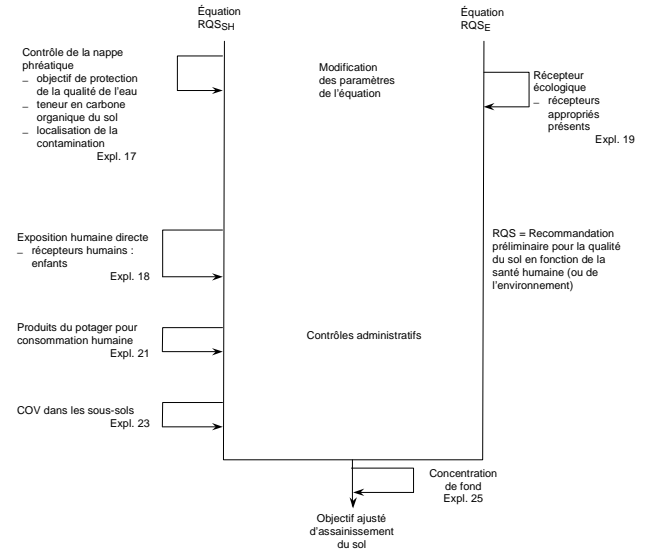 Équation
RQSSH
Équation
RQSE
Contrôle de la nappe
phréatique
– objectif de protection
de la qualité de l'eau
– teneur en carbone
organique du sol
– localisation de la
contamination
Expl. 17
Modification
des paramètres
de l'équation
Récepteur
écologique
– récepteurs
appropriés
présents
Expl. 19
Exposition humaine directe
– récepteurs humains :
enfants
Expl. 18
RQS = Recommandation
préliminaire pour la qualité
du sol en fonction de la
santé humaine (ou de
l'environnement)
Produits du potager pour
consommation humaine
Expl. 21
Contrôles administratifs
COV dans les sous-sols
Expl. 23
Concentration
de fond
Expl. 25
Objectif ajusté
d'assainissement
du sol